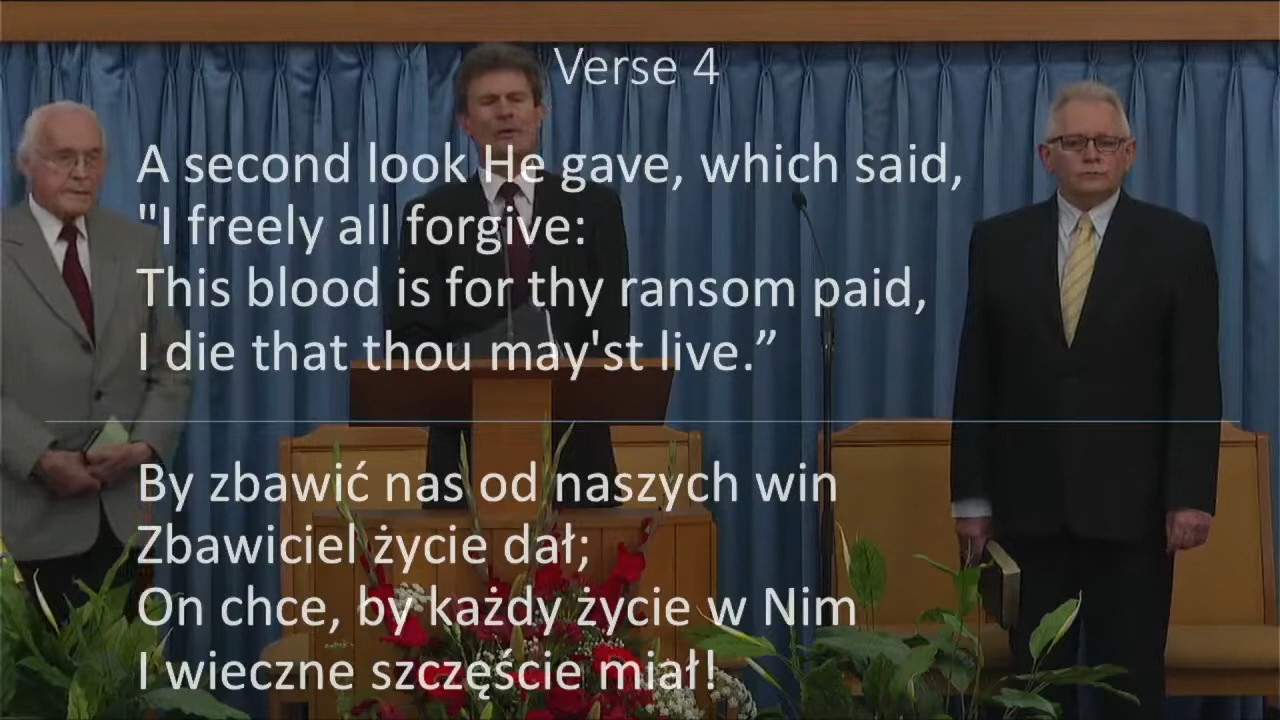 Verse 4
A second look He gave, which said,
"I freely all forgive:
This blood is for thy ransom paid,
I die that thou may'st live.”
By zbawić nas od naszych win
Zbawiciel życie dał;
On chce, by każdy życie w Nim
I wieczne szczęście miał!